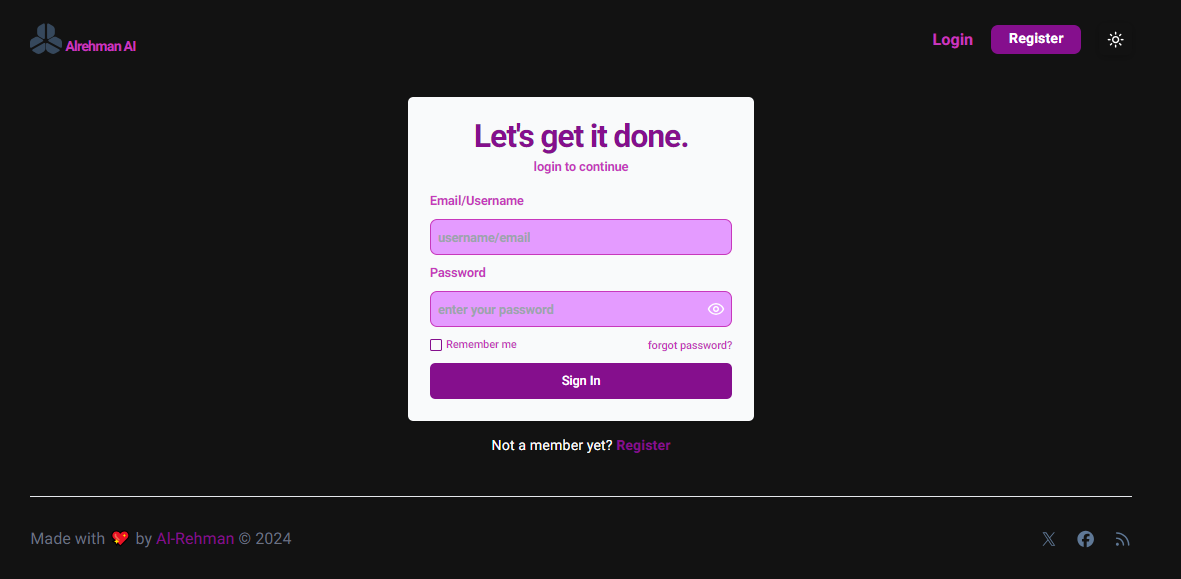 Alrehman AI
Login
Register
Let's get it done.
login to continue
Email/Username
username/email
Password
enter your password
Remember me
forgot password?
Sign In
Not a member yet? Register
Made with 💖 by Al-Rehman © 2024